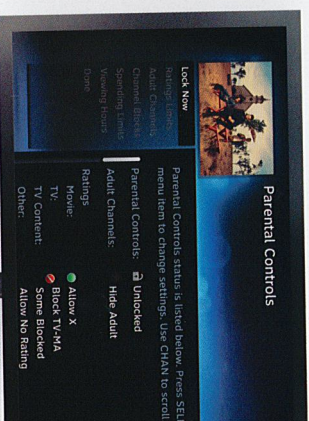 Parental Controls
Parental Controls status is listed below. Press SEL
menu item to change settings. Use CHAN to scroll
Lock Now
Ratings Limits
Adult Channels
Channel Blocks
Spending Limits
Viewing Hours
Done
Parental Controls: Unlocked
Adult Channels: Hide Adult
Ratings
Movie: Allow X
TV: Block TV-MA
TV Content: Some Blocked
Other: Allow No Rating